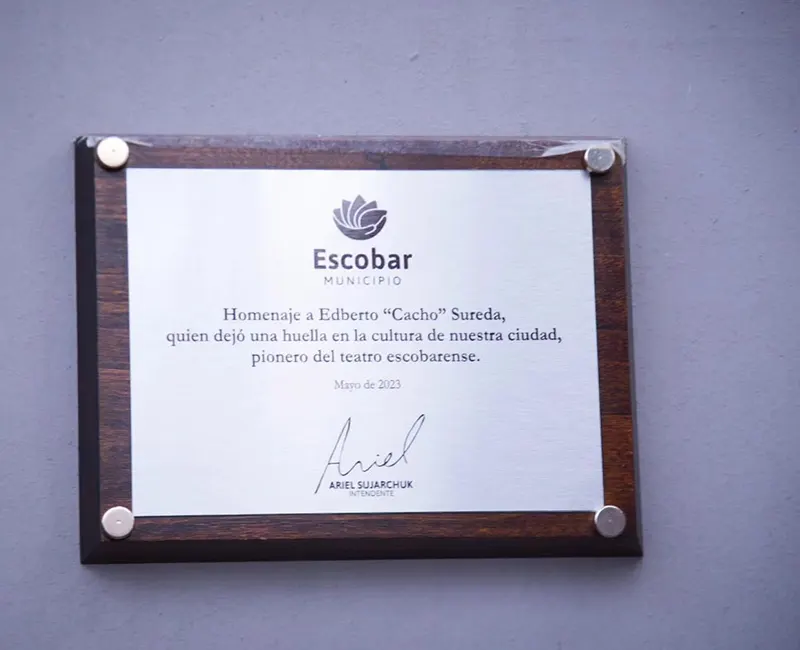 Escobar
MUNICIPIO
Homenaje a Edberto “Cacho” Sureda,
quien dejó una huella en la cultura de nuestra ciudad,
pionero del teatro escobarense.
Mayo de 2023
Ariel
ARIEL SUJARCHUK
INTENDENTE